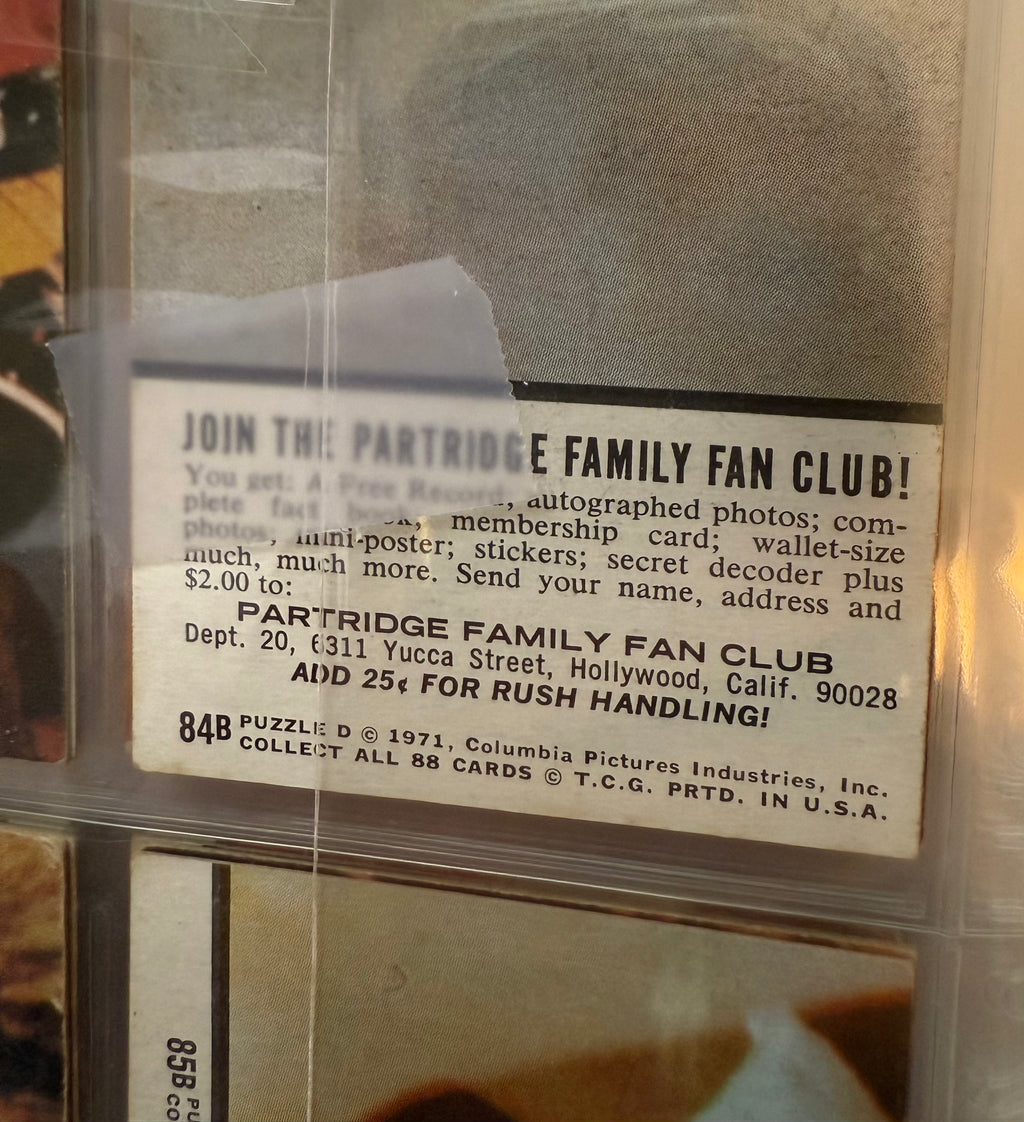 JOIN THE PARTRIDGE FAMILY FAN CLUB!
You get: A Free Record, autographed photos; com-
plete fact book, membership card; wallet-size
photos, mini-poster; stickers; secret decoder plus
much, much more. Send your name, address and
$2.00 to:
PARTRIDGE FAMILY FAN CLUB
Dept. 20, 6311 Yucca Street, Hollywood, Calif. 90028
ADD 25¢ FOR RUSH HANDLING!
84B PUZZLE D © 1971, Columbia Pictures Industries, Inc.
COLLECT ALL 88 CARDS © T.C.G. PRTD. IN U.S.A.
85B PU
CO